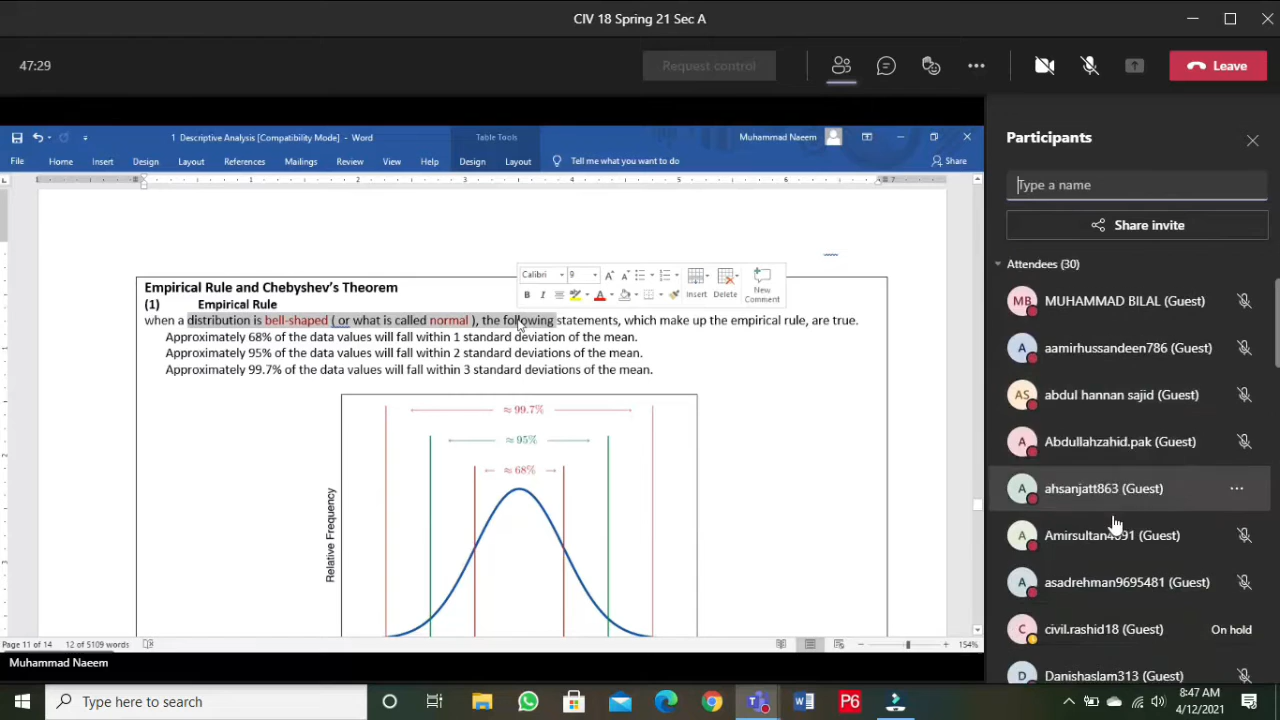 CIV 18 Spring 21 Sec A
47:29
Request control
Leave
1 Descriptive Analysis [Compatibility Mode] - Word
Table Tools
Muhammad Naeem
File Home Insert Design Layout References Mailings Review View Help Design Layout Tell me what you want to do Share
Calibri 9
B I A Insert Delete New Comment
Empirical Rule and Chebyshev's Theorem
(1) Empirical Rule
when a distribution is bell-shaped ( or what is called normal ), the following statements, which make up the empirical rule, are true.
Approximately 68% of the data values will fall within 1 standard deviation of the mean.
Approximately 95% of the data values will fall within 2 standard deviations of the mean.
Approximately 99.7% of the data values will fall within 3 standard deviations of the mean.
≈ 99.7%
≈ 95%
≈ 68%
Relative Frequency
Page 11 of 14 12 of 5109 words
154%
Muhammad Naeem
Participants
Type a name
Share invite
Attendees (30)
MB MUHAMMAD BILAL (Guest)
A aamirhussandeen786 (Guest)
AS abdul hannan sajid (Guest)
A Abdullahzahid.pak (Guest)
A ahsanjatt863 (Guest)
A (Guest)
A asadrehman9695481 (Guest)
C civil.rashid18 (Guest) On hold
D Danishaslam313 (Guest)
Type here to search
P6
8:47 AM
4/12/2021